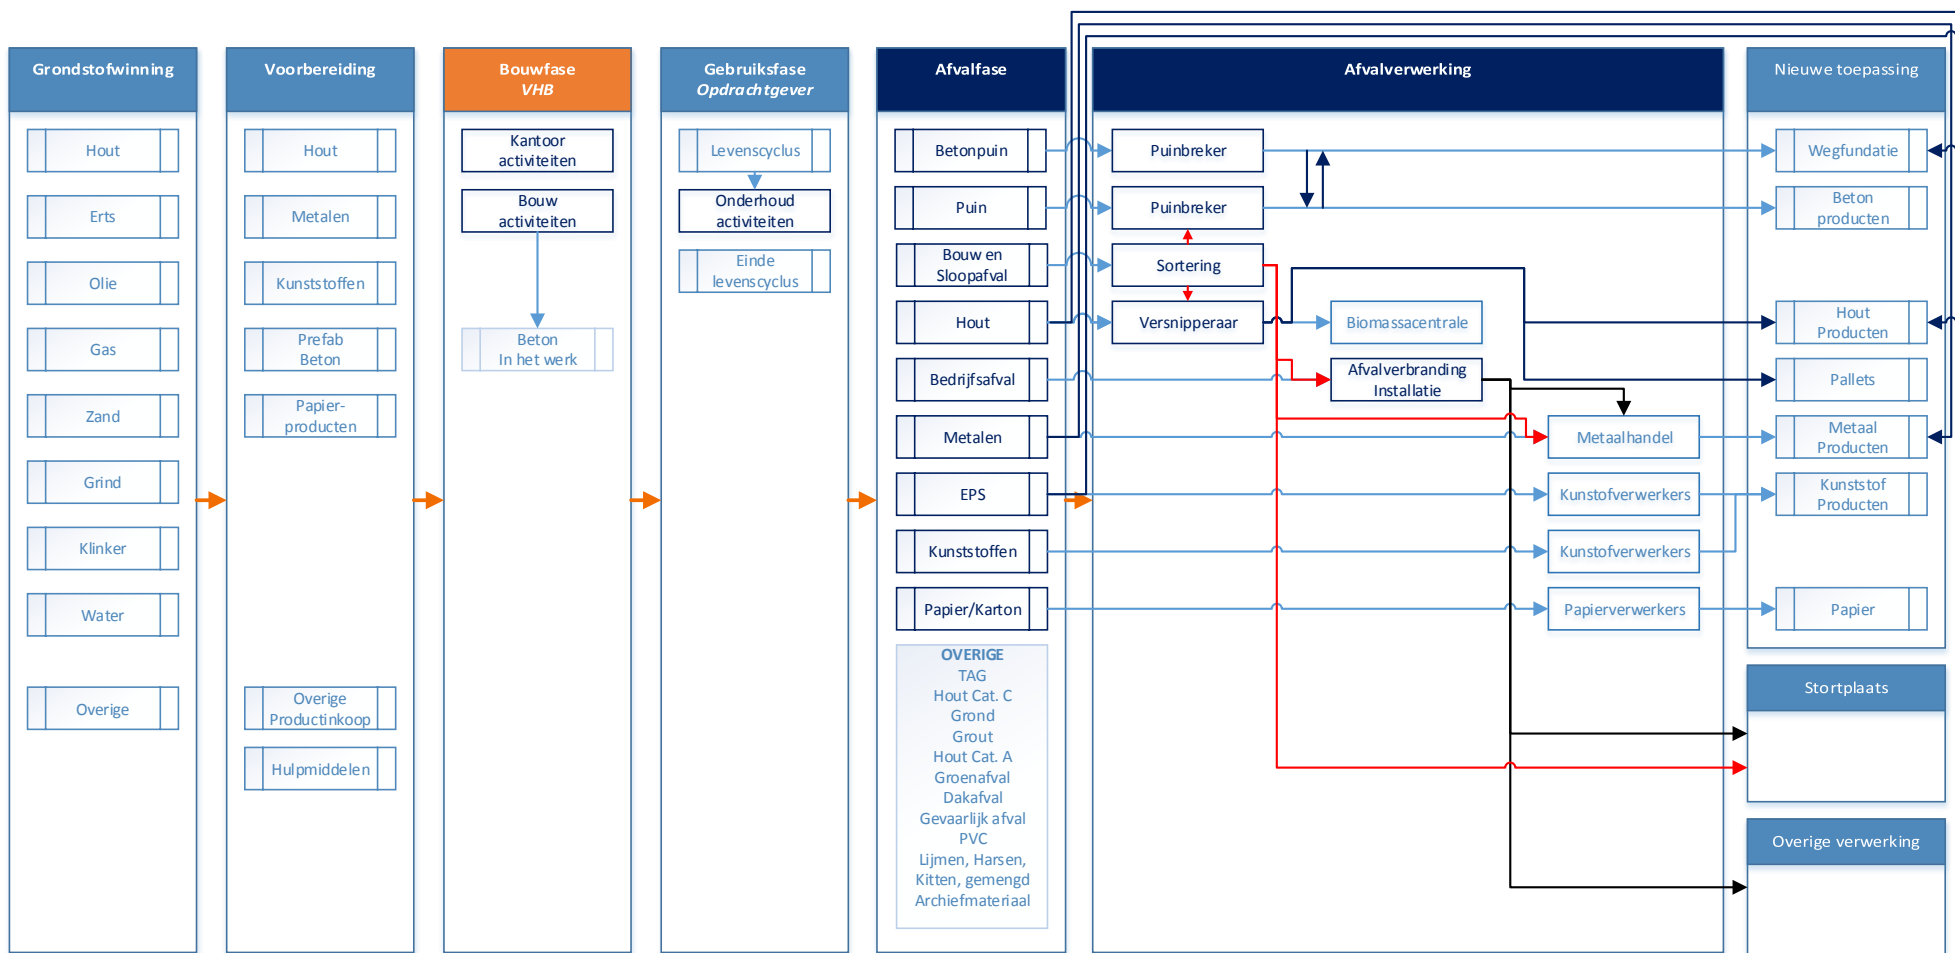 Grondstofwinning
Hout
Erts
Olie
Gas
Zand
Grind
Klinker
Water
Overige
Voorbereiding
Hout
Metalen
Kunststoffen
Prefab
Beton
Papier-
producten
Overige
Productinkoop
Hulpmiddelen
Bouwfase
VHB
Kantoor
activiteiten
Bouw
activiteiten
Beton
In het werk
Gebruiksfase
Opdrachtgever
Levenscyclus
Onderhoud
activiteiten
Einde
levenscyclus
Afvalfase
Betonpuin
Puin
Bouw en
Sloopafval
Hout
Bedrijfsafval
Metalen
EPS
Kunststoffen
Papier/Karton
OVERIGE
TAG
Hout Cat. C
Grond
Grout
Hout Cat. A
Groenafval
Dakafval
Gevaarlijk afval
PVC
Lijmen, Harsen,
Kitten, gemengd
Archiefmateriaal
Afvalverwerking
Puinbreker
Puinbreker
Sortering
Versnipperaar
Biomassacentrale
Afvalverbranding
Installatie
Metaalhandel
Kunstofverwerkers
Kunstofverwerkers
Papierverwerkers
Nieuwe toepassing
Wegfundatie
Beton
producten
Hout
Producten
Pallets
Metaal
Producten
Kunststof
Producten
Papier
Stortplaats
Overige verwerking